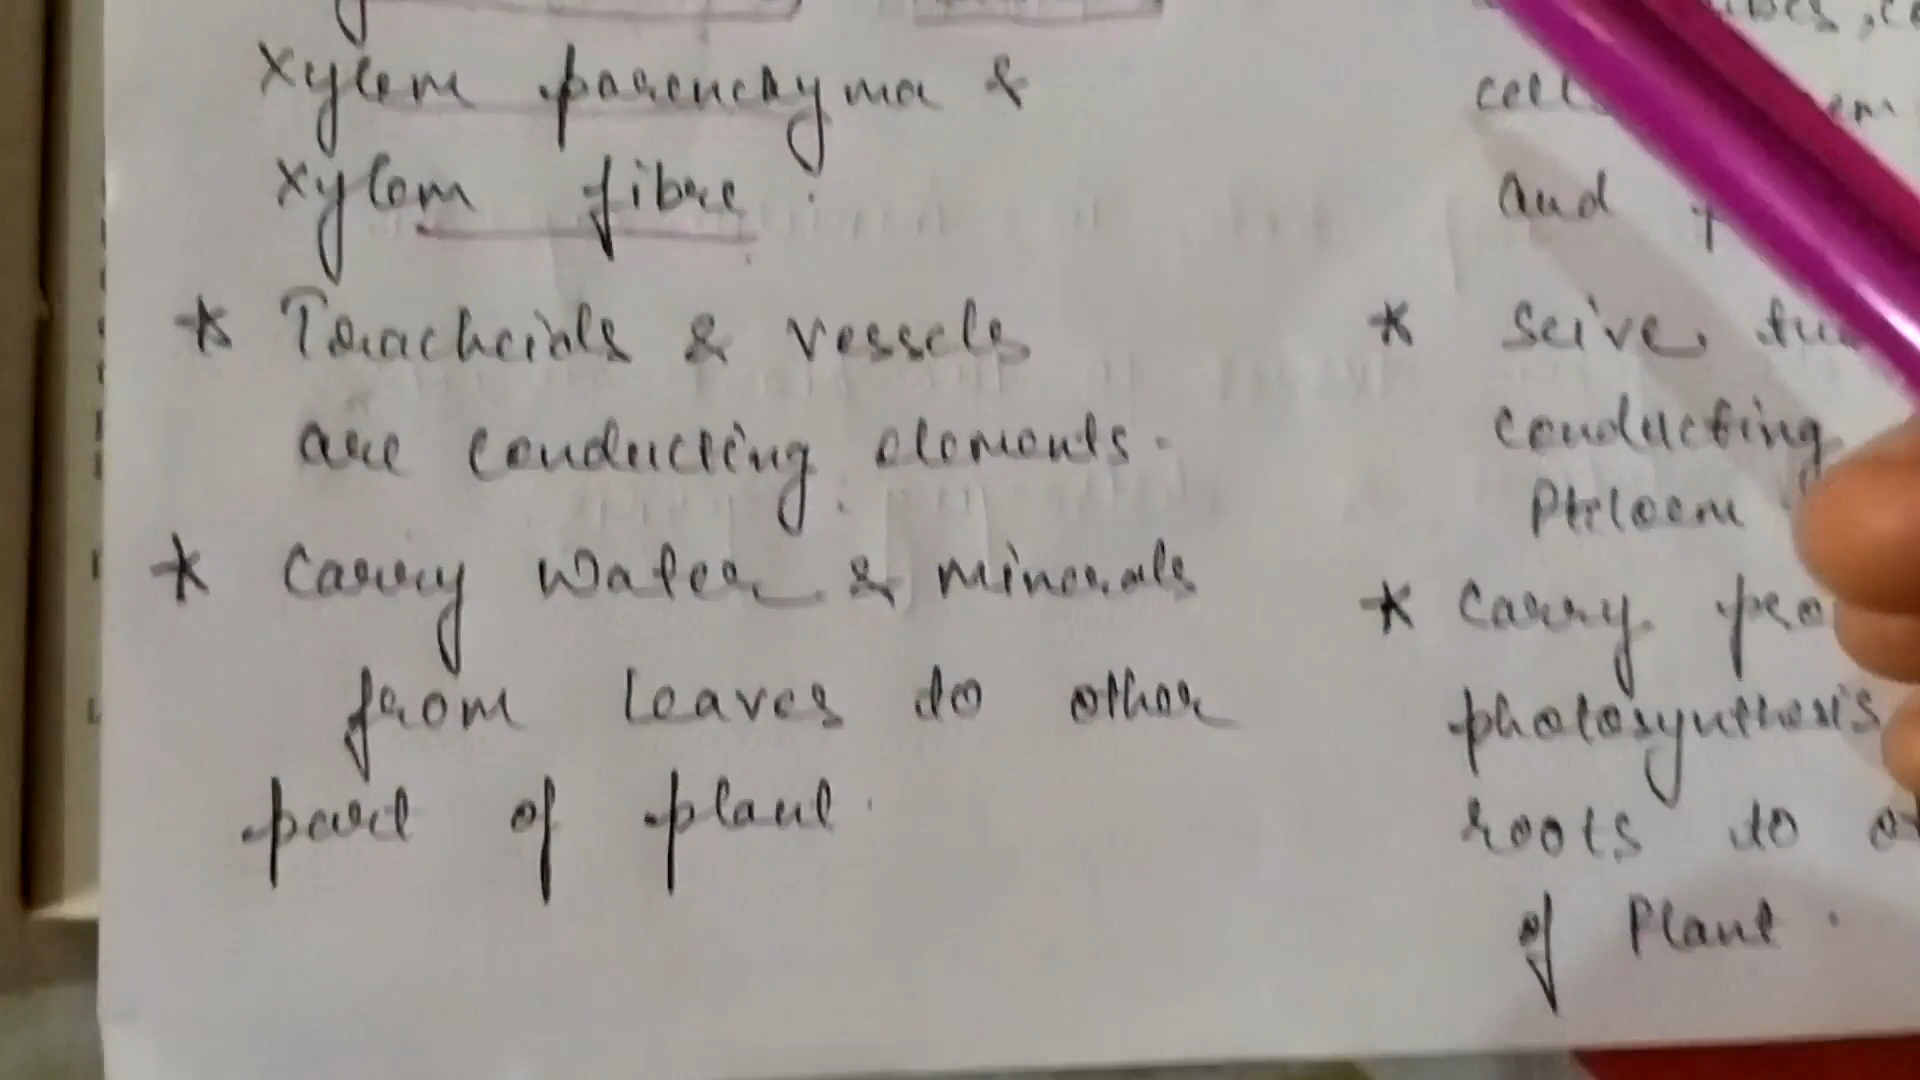 xylem parenchyma &
xylem fibre.
* Tracheids & vessels
are conducting elements.
* Carry water & minerals
from leaves to other
part of plant.
and
* Seive
conducting
Phloem
* Carry
photosynthesis
roots to
of Plant.